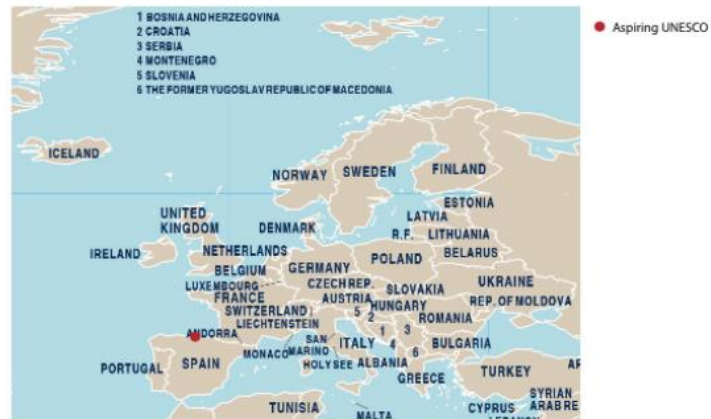 1 BOSNIA AND HERZEGOVINA
2 CROATIA
3 SERBIA
4 MONTENEGRO
5 SLOVENIA
6 THE FORMER YUGOSLAV REPUBLIC OF MACEDONIA
Aspiring UNESCO
ICELAND
NORWAY
SWEDEN
FINLAND
ESTONIA
LATVIA
R.F.
LITHUANIA
UNITED
KINGDOM
DENMARK
IRELAND
NETHERLANDS
BELARUS
BELGIUM
GERMANY
POLAND
LUXEMBOURG
CZECH REP.
SLOVAKIA
UKRAINE
FRANCE
AUSTRIA
HUNGARY
REP. OF MOLDOVA
SWITZERLAND
LIECHTENSTEIN
5
2
ROMANIA
1
3
ANDORRA
SAN
MARINO
MONACO
ITALY
4
6
BULGARIA
HOLY SEE
ALBANIA
PORTUGAL
SPAIN
GREECE
TURKEY
SYRIAN
ARAB RE
TUNISIA
MALTA
CYPRUS